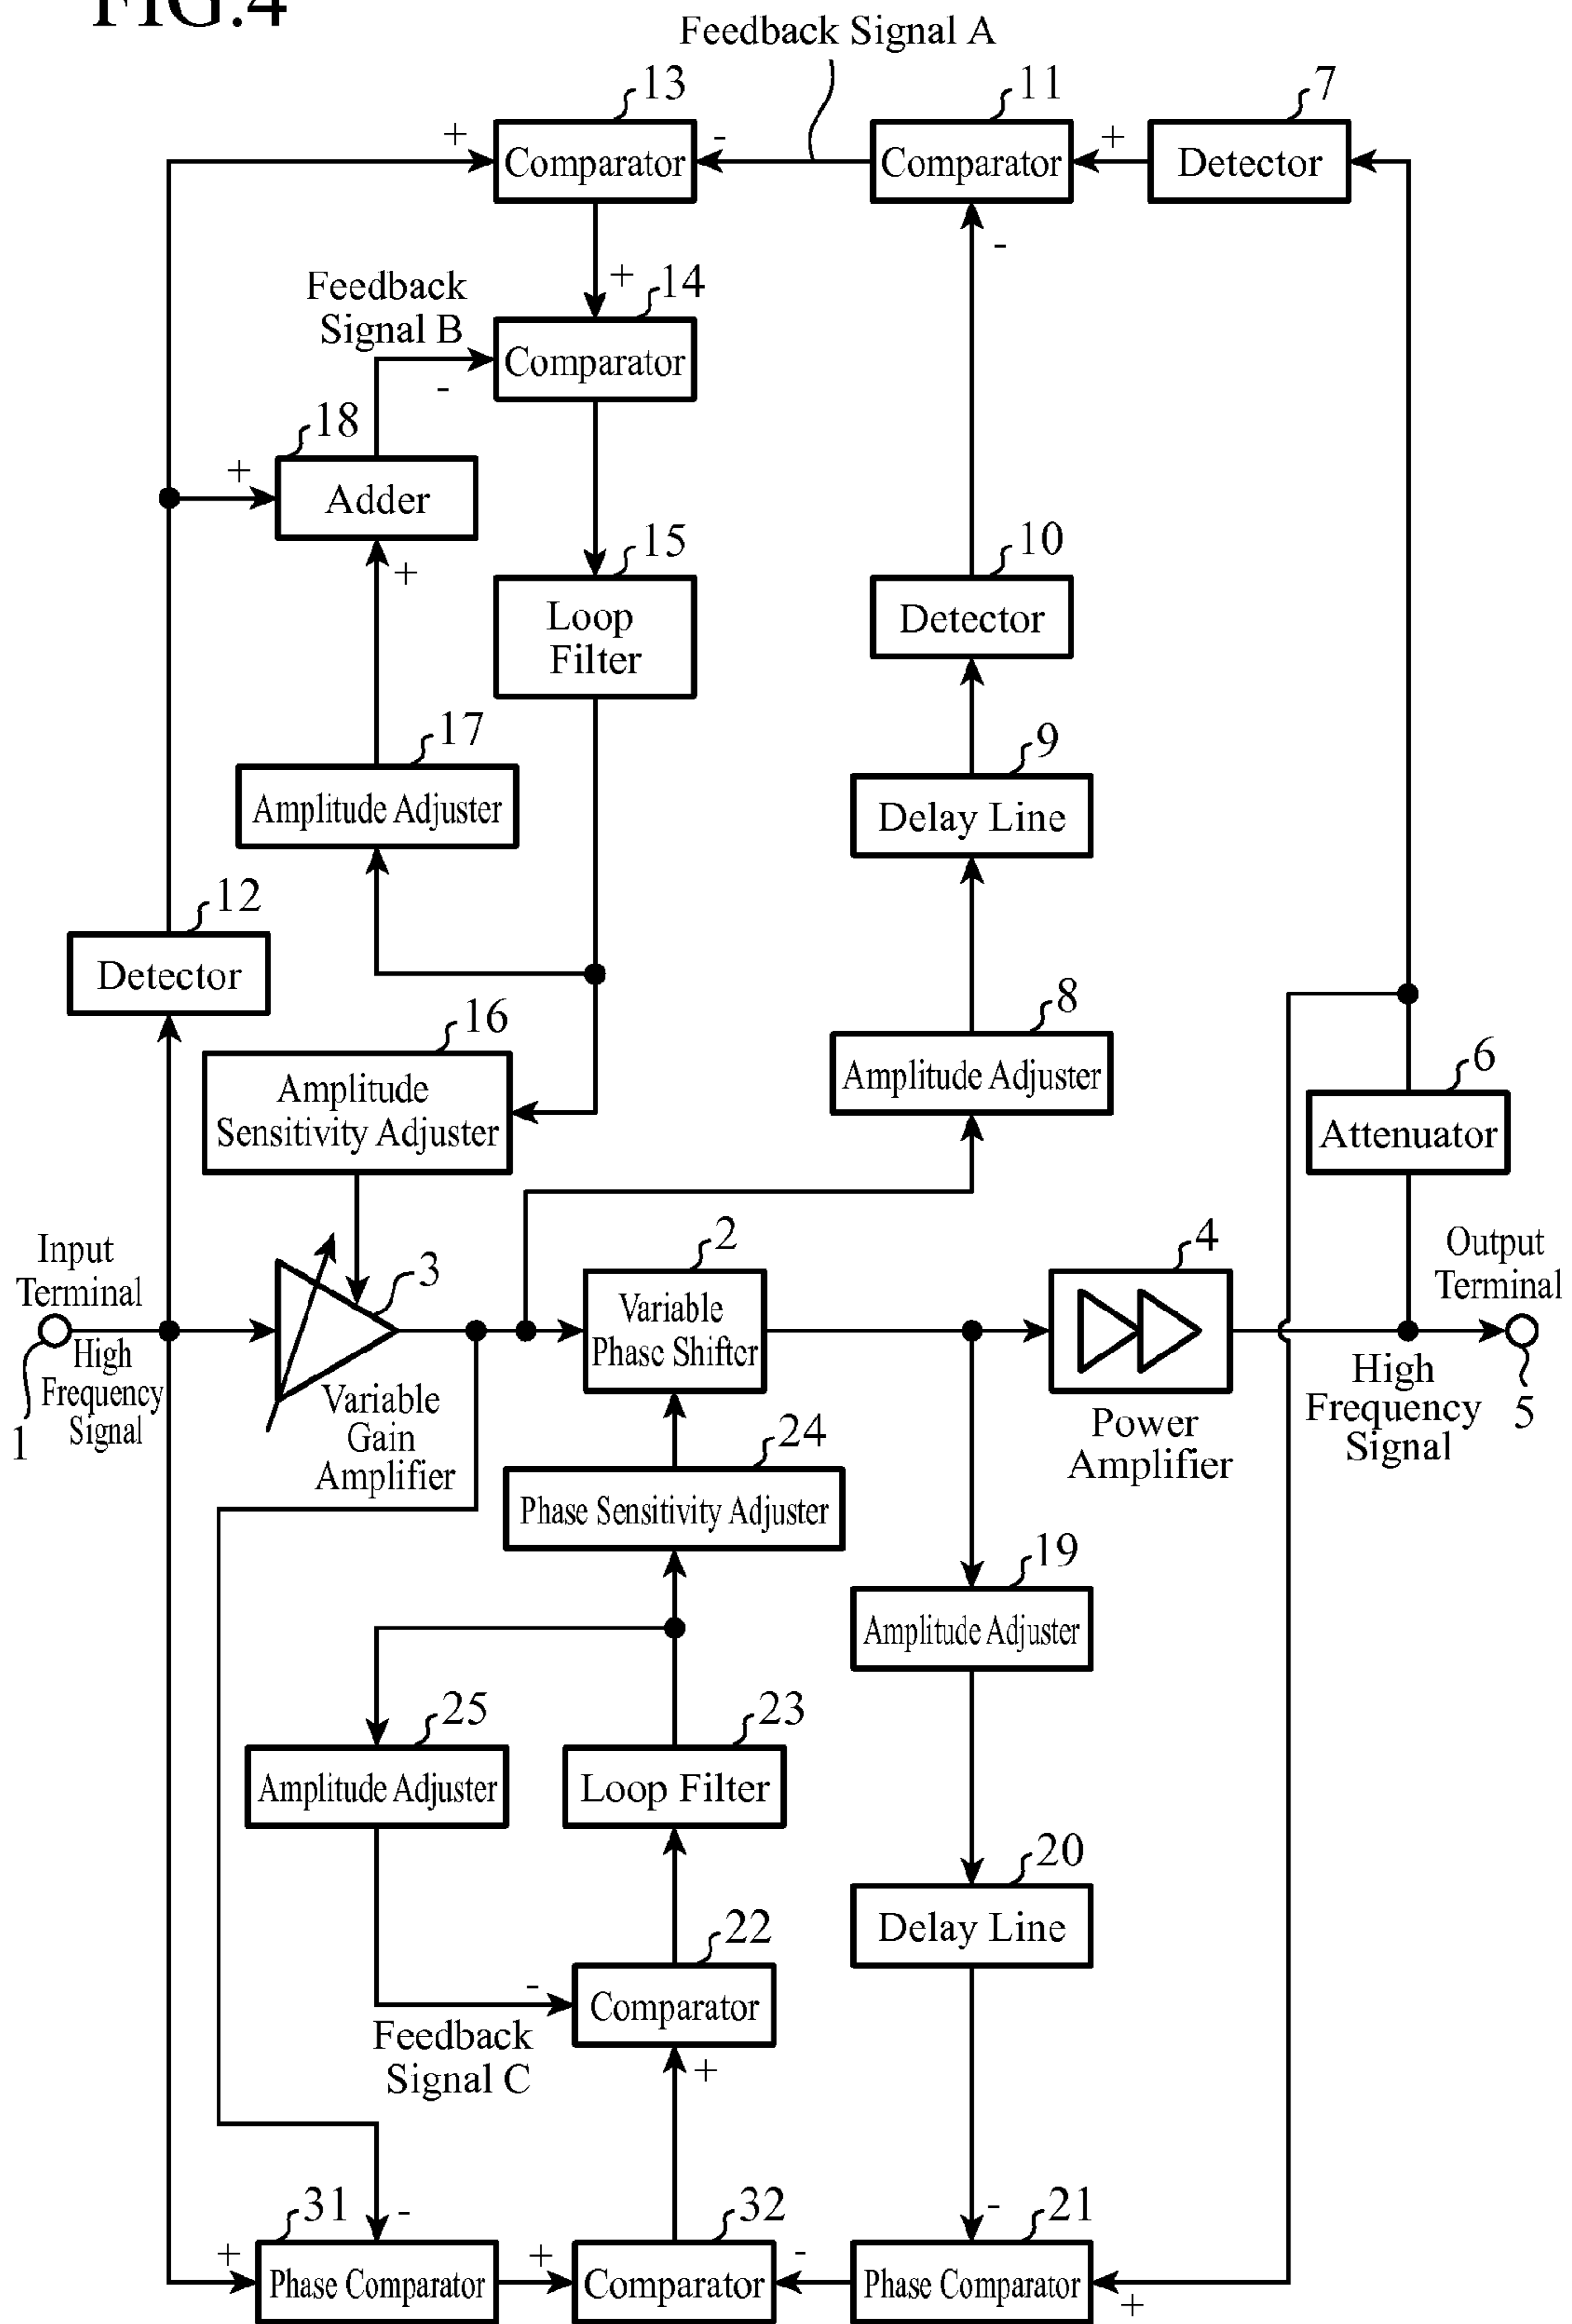 FIG.4
Feedback Signal A
13
11
7
+
Comparator
-
Comparator
+
Detector
-
+
14
Feedback
Signal B
Comparator
-
18
+
Adder
+
15
Loop
Filter
10
Detector
17
Amplitude Adjuster
9
Delay Line
12
Detector
16
Amplitude
Sensitivity Adjuster
8
Amplitude Adjuster
6
Attenuator
Input
Terminal
3
2
Variable
Phase Shifter
4
Output
Terminal
1
High
Frequency
Signal
Variable
Gain
Amplifier
Power
Amplifier
High
Frequency
Signal
5
24
Phase Sensitivity Adjuster
19
Amplitude Adjuster
25
Amplitude Adjuster
23
Loop Filter
20
Delay Line
22
-
Comparator
Feedback
Signal C
+
31
-
32
-
21
+
Phase Comparator
+
Comparator
-
Phase Comparator
+